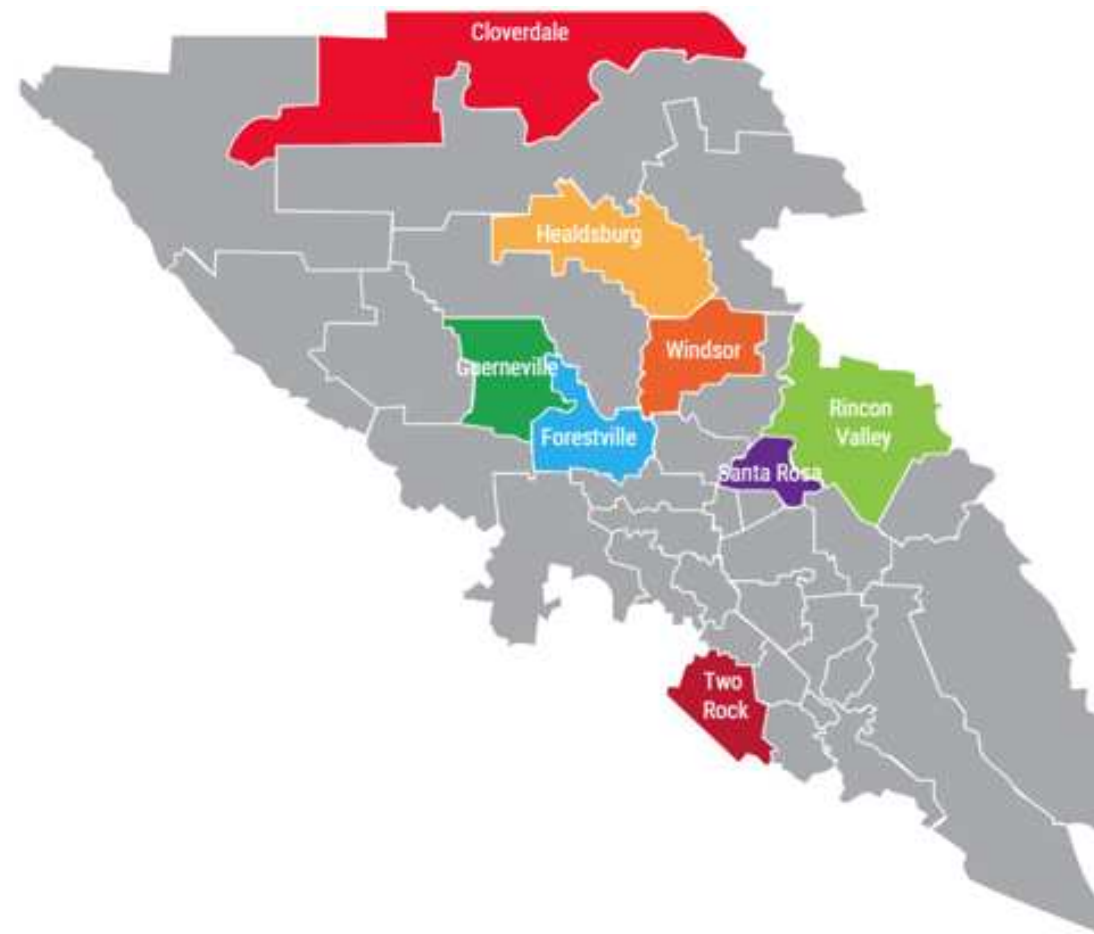 Cloverdale
Healdsburg
Windsor
Guerneville
Rincon
Valley
Forestville
Santa Rosa
Two
Rock